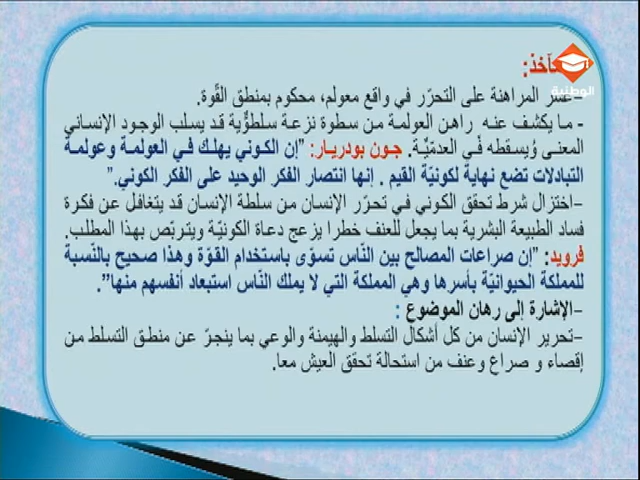 مآخذ:
الوطنية
-عسر المراهنة على التحرّر في واقع معولم، محكوم بمنطق القُوة.
- ما يكشف عنه راهن العولمة من سطوة نزعة سلطوُّية قد يسلب الوجود الإنساني
المعنى وُيسقطه في العدميّة. جون بودريار: "إن الكوني يهلك في العولمة وعولمة
التبادلات تضع نهاية لكونيّة القيم . إنها انتصار الفكر الوحيد على الفكر الكوني."
-اختزال شرط تحقق الكوني في تحرّر الإنسان من سلطة الإنسان قد يتغافل عن فكرة
فساد الطبيعة البشرية بما يجعل للعنف خطرا يزعج دعاة الكونيّة ويتربّص بهذا المطلب.
فرويد: "إن صراعات المصالح بين النّاس تسوّى باستخدام القوّة وهذا صحيح بالنّسبة
للمملكة الحيوانيّة بأسرها وهي المملكة التي لا يملك النّاس استبعاد أنفسهم منها".
-الإشارة إلى رهان الموضوع :
-تحرير الإنسان من كل أشكال التسلط والهيمنة والوعي بما ينجرّ عن منطق التسلط من
إقصاء و صراع وعنف من استحالة تحقق العيش معا.